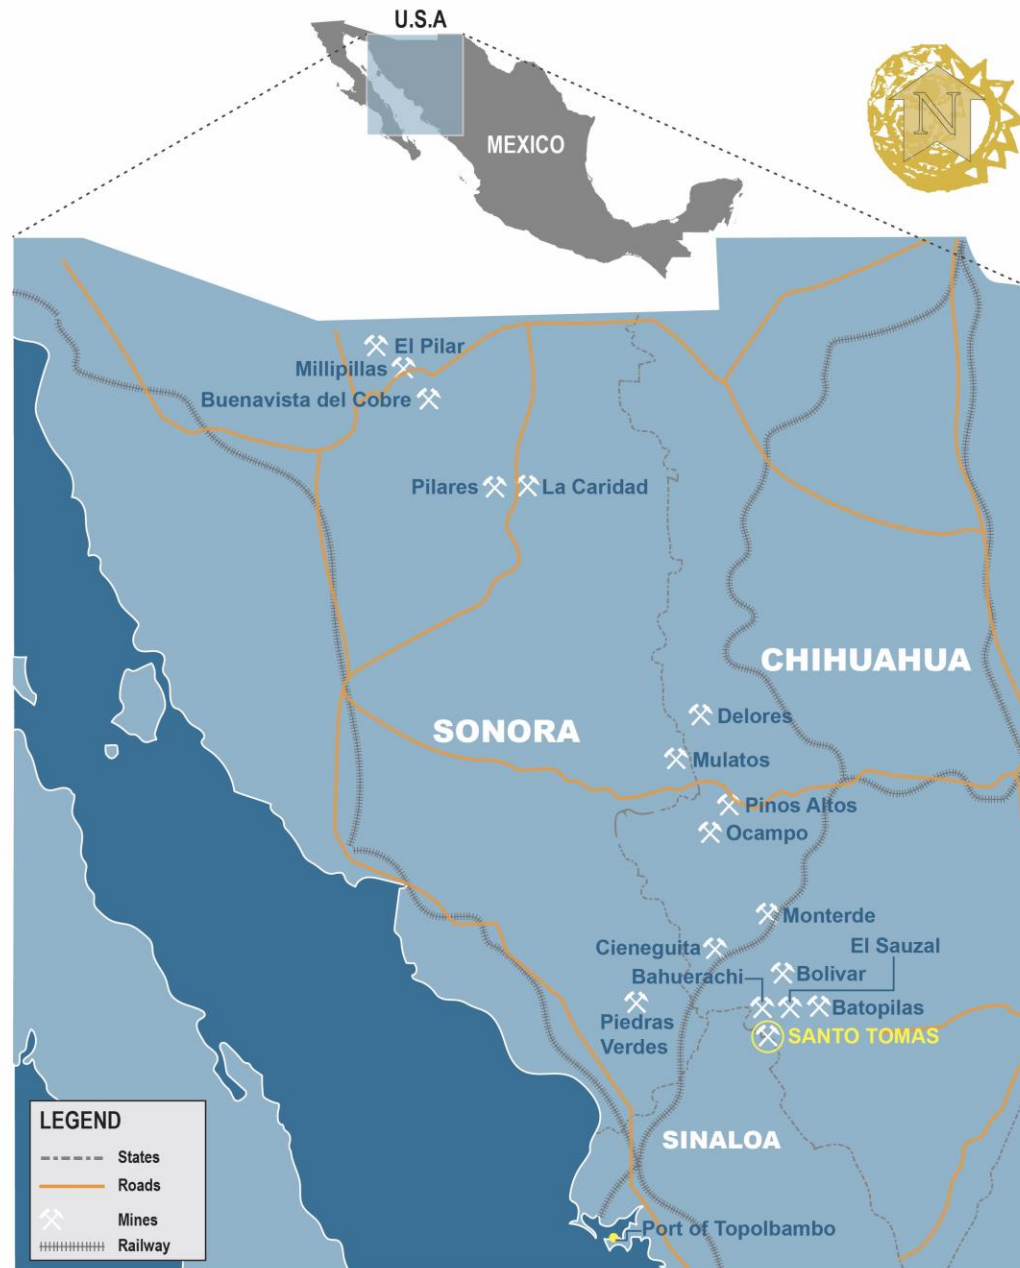 U.S.A
MEXICO
N
El Pilar
Millipillas
Buenavista del Cobre
Pilares
La Caridad
CHIHUAHUA
SONORA
Delores
Mulatos
Pinos Altos
Ocampo
Monterde
Cieneguita
El Sauzal
Bahuerachi
Bolivar
Batopilas
Piedras
Verdes
SANTO TOMAS
SINALOA
Port of Topolbambo
LEGEND
States
Roads
Mines
Railway